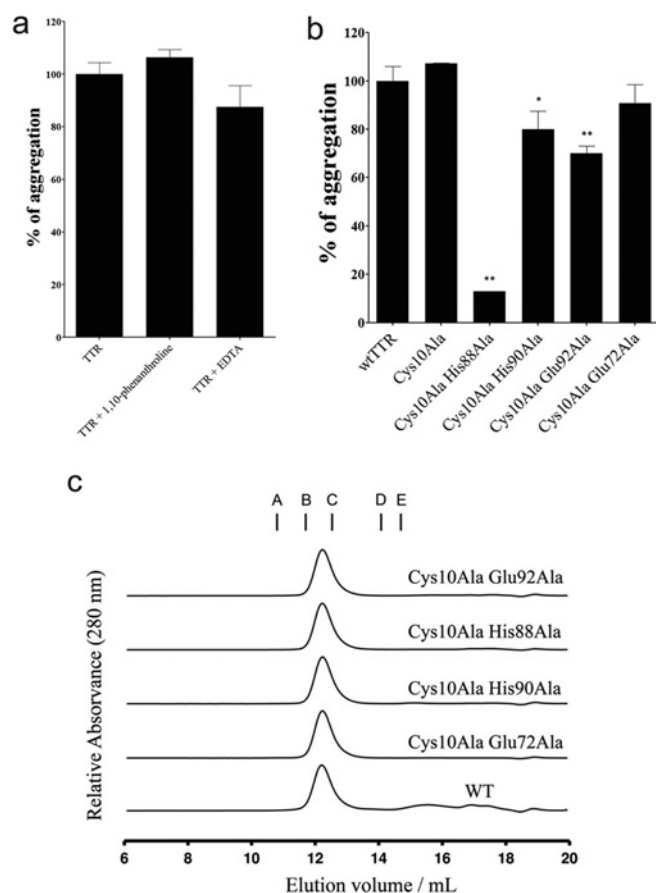 a
% of aggregation
120
100
80
60
40
20
0
TTR
TTR + 1,10-phenanthroline
TTR + EDTA
b
% of aggregation
120
100
80
60
40
20
0
*
**
**
wtTTR
Cys10Ala
Cys10Ala His88Ala
Cys10Ala His90Ala
Cys10Ala Glu92Ala
Cys10Ala Glu72Ala
c
A B C D E
Relative Absorvance (280 nm)
Cys10Ala Glu92Ala
Cys10Ala His88Ala
Cys10Ala His90Ala
Cys10Ala Glu72Ala
WT
6 8 10 12 14 16 18 20
Elution volume / mL